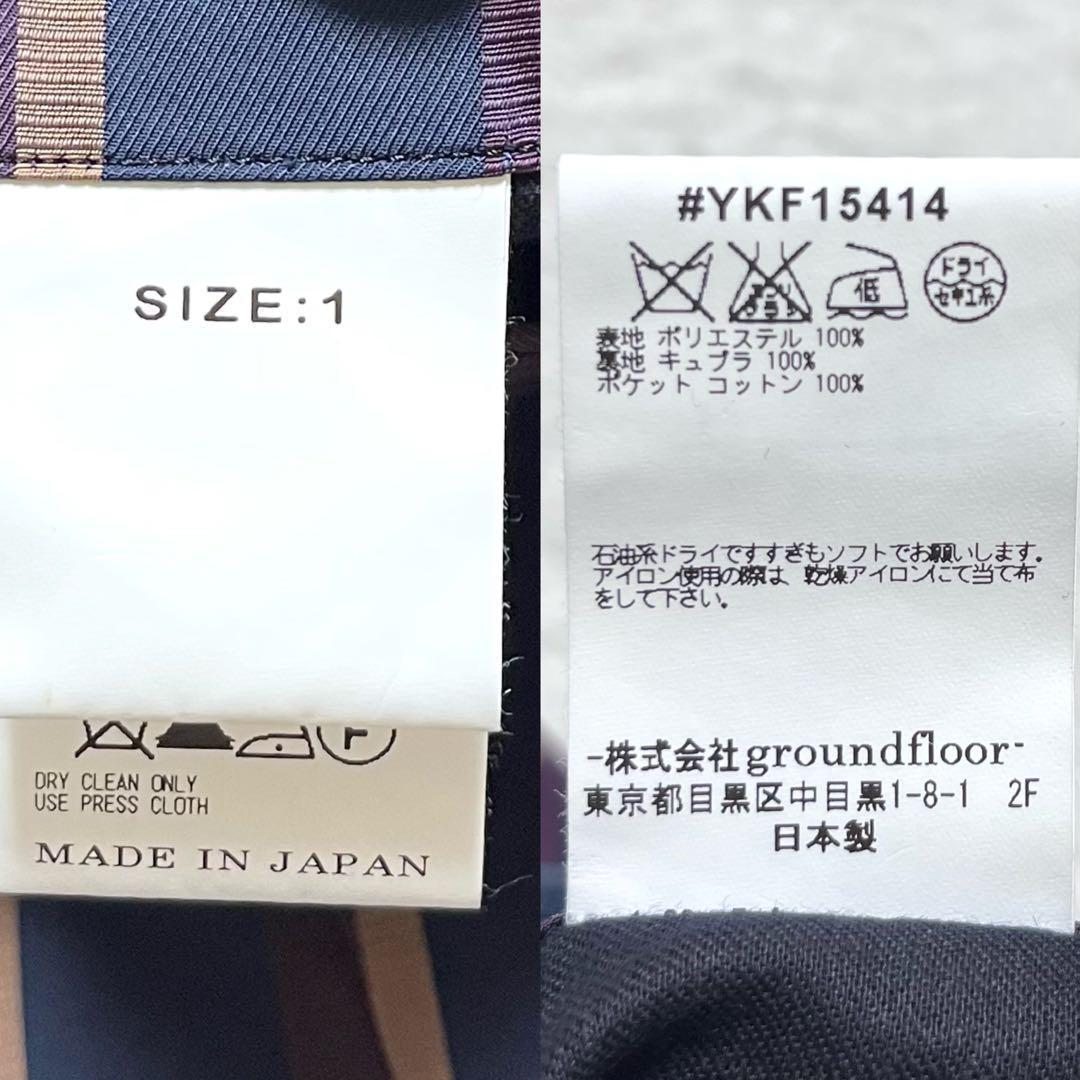 SIZE:1
F
DRY CLEAN ONLY
USE PRESS CLOTH
MADE IN JAPAN
#YKF15414
低
ドライ
セキユ系
表地 ポリエステル 100%
裏地 キュプラ 100%
ポケット コットン 100%
石油系ドライですすぎもソフトでお願いします。
アイロン使用の際は、乾燥アイロンにて当て布
をして下さい。
-株式会社groundfloor-
東京都目黒区中目黒1-8-1 2F
日本製